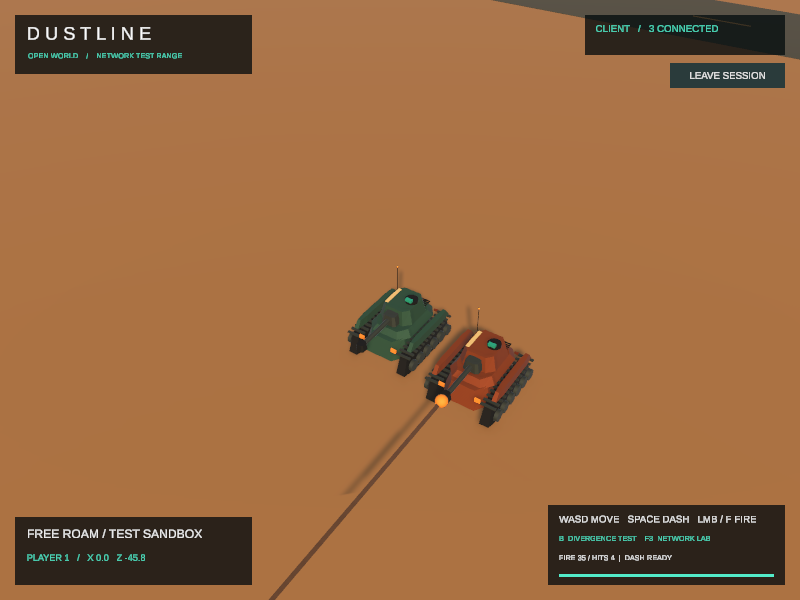 DUSTLINE
OPEN WORLD / NETWORK TEST RANGE
CLIENT / 3 CONNECTED
LEAVE SESSION
FREE ROAM / TEST SANDBOX
PLAYER 1 / X 0.0 Z -45.8
WASD MOVE SPACE DASH LMB / F FIRE
B DIVERGENCE TEST F3 NETWORK LAB
FIRE 35 / HITS 4 | DASH READY